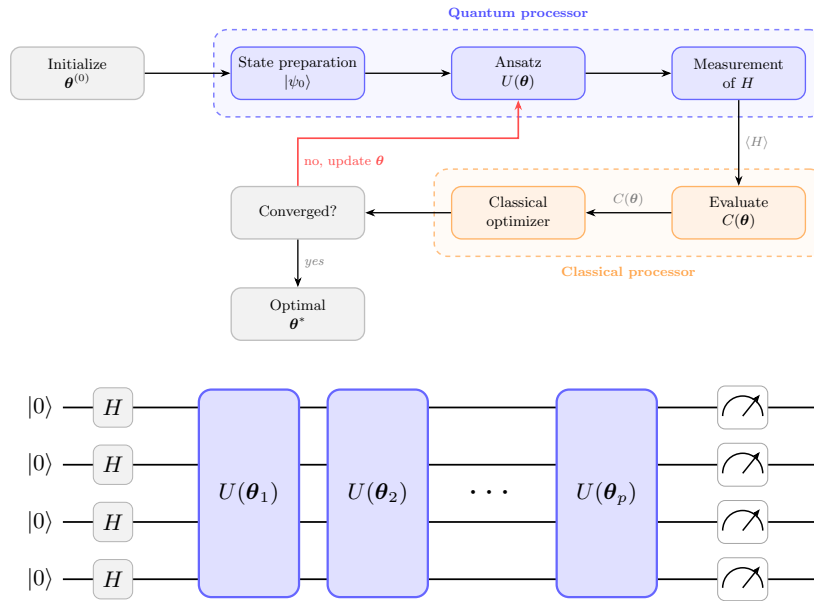 Quantum processor
Initialize
𝜽⁽⁰⁾
State preparation
|ψ₀⟩
Ansatz
U(𝜽)
Measurement
of H
no, update 𝜽
⟨H⟩
Converged?
Classical
optimizer
C(𝜽)
Evaluate
C(𝜽)
yes
Classical processor
Optimal
𝜽*
|0⟩ H
|0⟩ H
U(𝜽₁) U(𝜽₂) · · · U(𝜽ₚ)
|0⟩ H
|0⟩ H